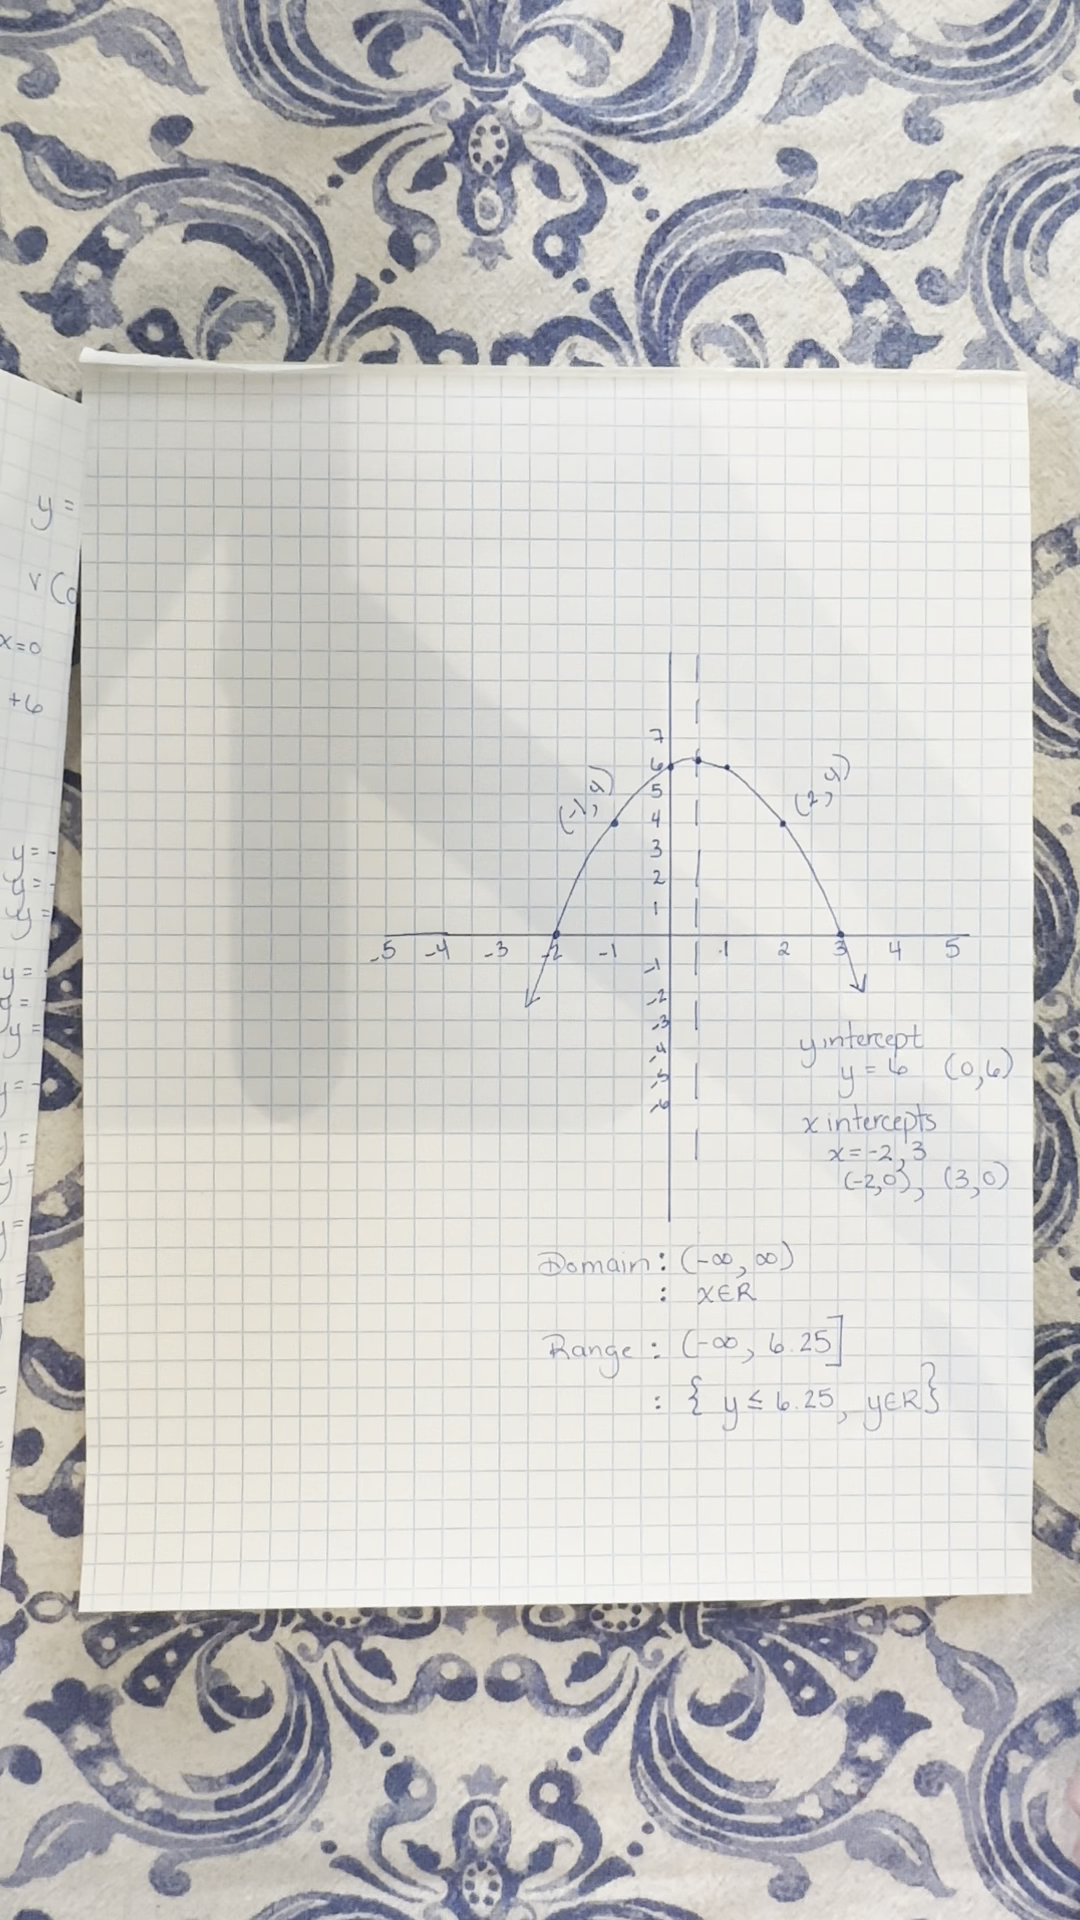 y =
v (
x=0
+6
y = -
y = -
y =
y =
y =
y =
y = -
y =
y =
7
6
5
4
3
2
1
(-1, 4)
(2, 4)
-5 -4 -3 -2 -1 1 2 3 4 5
-1
-2
-3
-4
-5
-6
y intercept
y = 6 (0,6)
x intercepts
x = -2, 3
(-2,0), (3,0)
Domain : (-∞, ∞)
: x∈R
Range : (-∞, 6.25]
: { y ≤ 6.25, y∈R}